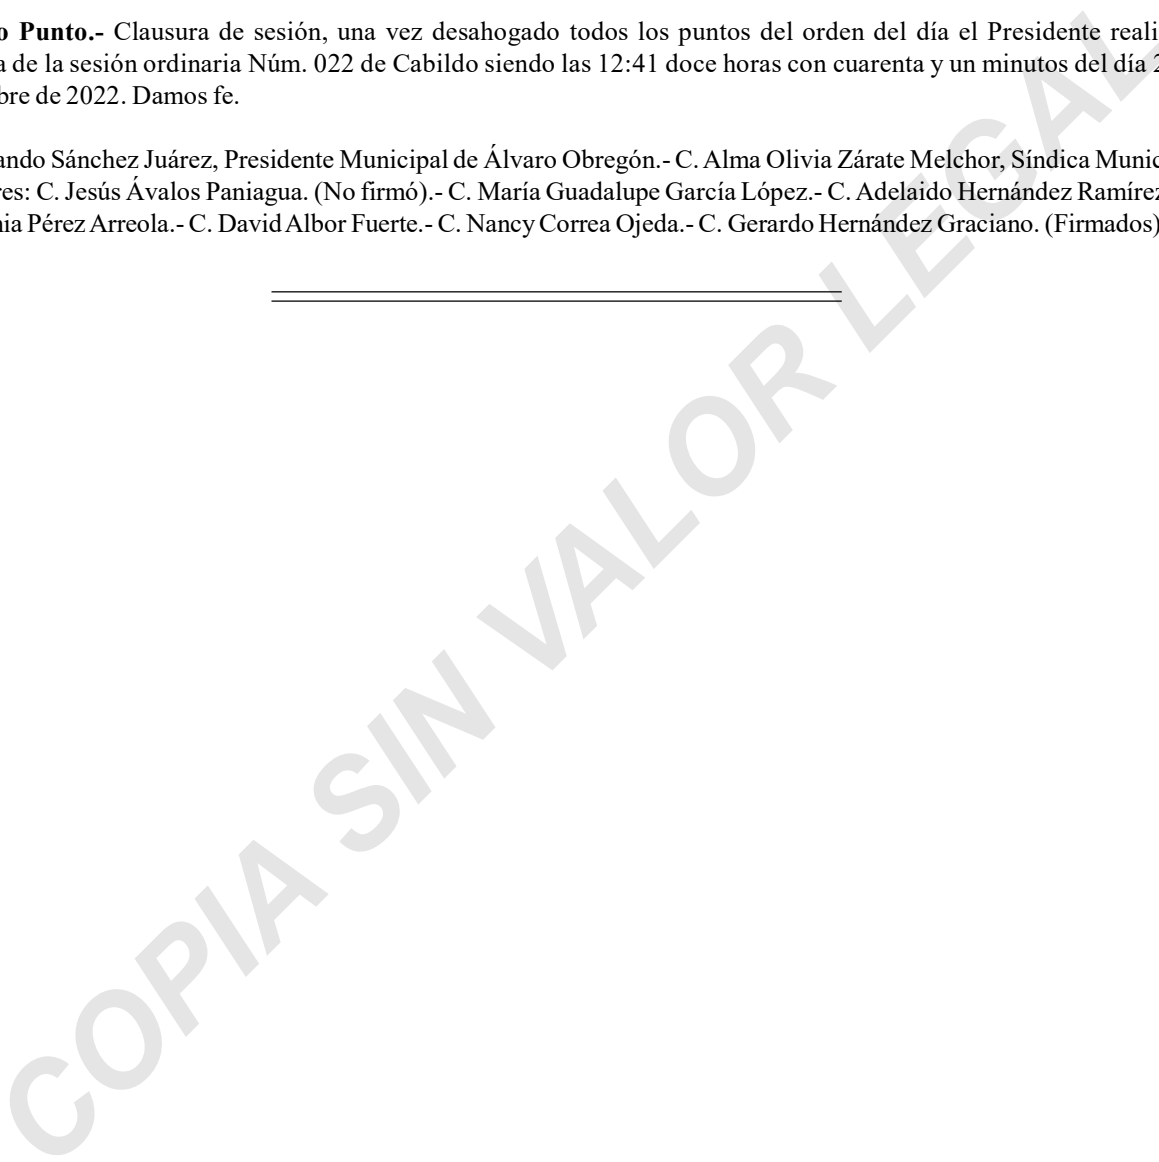 o Punto.- Clausura de sesión, una vez desahogado todos los puntos del orden del día el Presidente reali
a de la sesión ordinaria Núm. 022 de Cabildo siendo las 12:41 doce horas con cuarenta y un minutos del día 2
bre de 2022. Damos fe.
ando Sánchez Juárez, Presidente Municipal de Álvaro Obregón.- C. Alma Olivia Zárate Melchor, Síndica Munic
res: C. Jesús Ávalos Paniagua. (No firmó).- C. María Guadalupe García López.- C. Adelaido Hernández Ramírez
nia Pérez Arreola.- C. David Albor Fuerte.- C. Nancy Correa Ojeda.- C. Gerardo Hernández Graciano. (Firmados)
COPIA SIN VALOR LEGAL